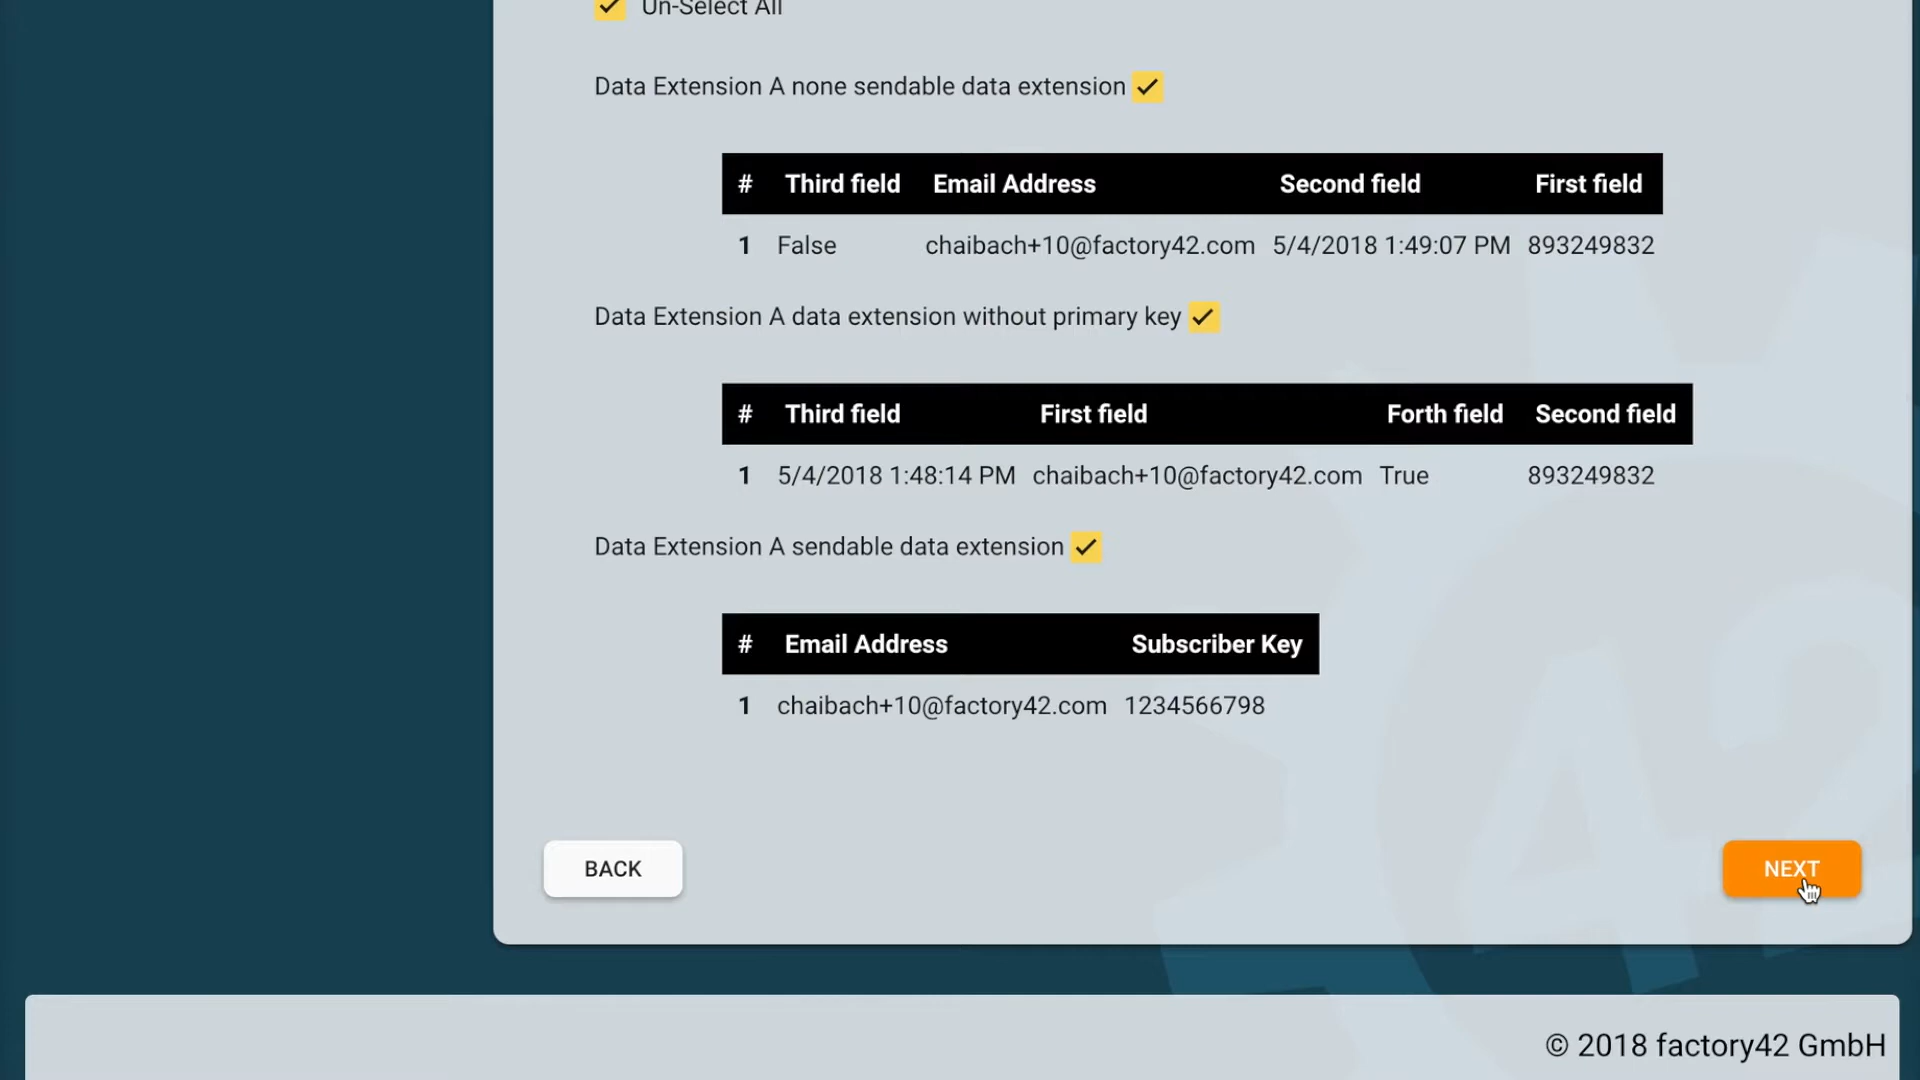 Un-Select All
Data Extension A none sendable data extension
# Third field Email Address Second field First field
1 False chaibach+10@factory42.com 5/4/2018 1:49:07 PM 893249832
Data Extension A data extension without primary key
# Third field First field Forth field Second field
1 5/4/2018 1:48:14 PM chaibach+10@factory42.com True 893249832
Data Extension A sendable data extension
# Email Address Subscriber Key
1 chaibach+10@factory42.com 1234566798
BACK NEXT
42
© 2018 factory42 GmbH